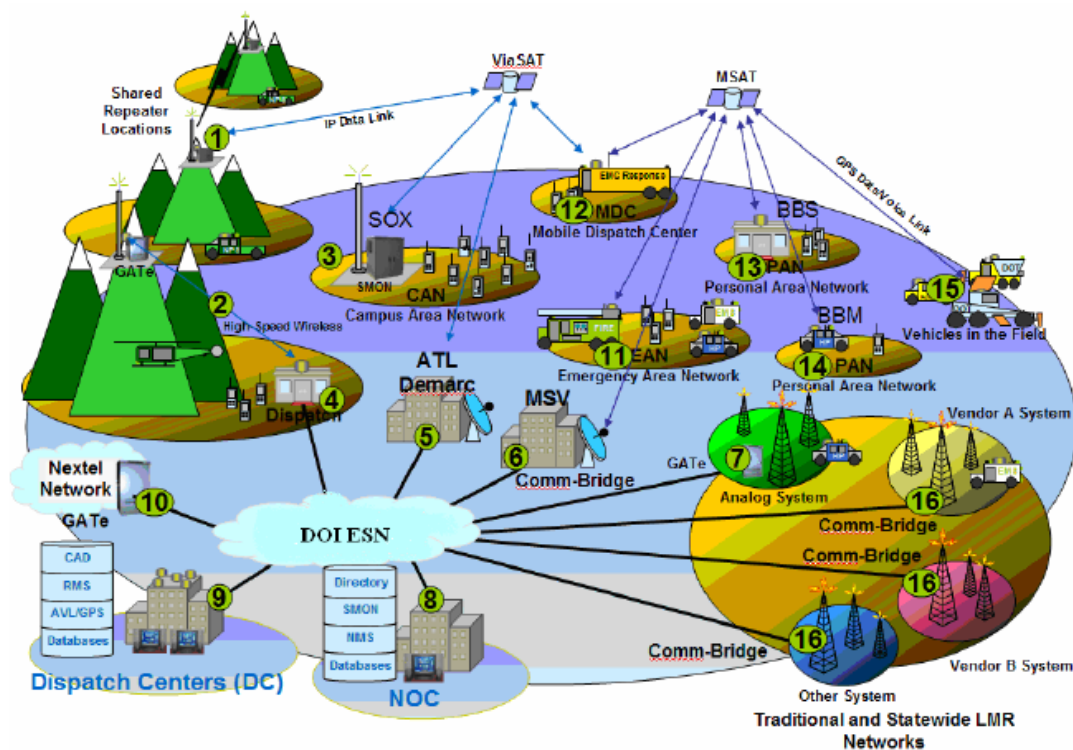 ViaSAT
MSAT
Shared
Repeater
Locations
1
IP Data Link
GPS Data/Voice Link
EMC Response
12
MDC
Mobile Dispatch Center
SOX
3
SMON
CAN
Campus Area Network
BBS
13
PAN
Personal Area Network
DOT
15
Vehicles in the Field
GATe
2
High-Speed Wireless
FIRE
EMS
HP
11
EAN
Emergency Area Network
BBM
HP
14
PAN
Personal Area Network
4
Dispatch
ATL
Demarc
5
MSV
6
Comm-Bridge
GATe
7
HP
Analog System
Vendor A System
EMS
16
Comm-Bridge
Nextel
Network
10
GATe
DOI ESN
Comm-Bridge
16
CAD
RMS
AVL/GPS
Databases
9
Dispatch Centers (DC)
Directory
SMON
NMS
Databases
8
NOC
Comm-Bridge
16
Vendor B System
Other System
Traditional and Statewide LMR
Networks